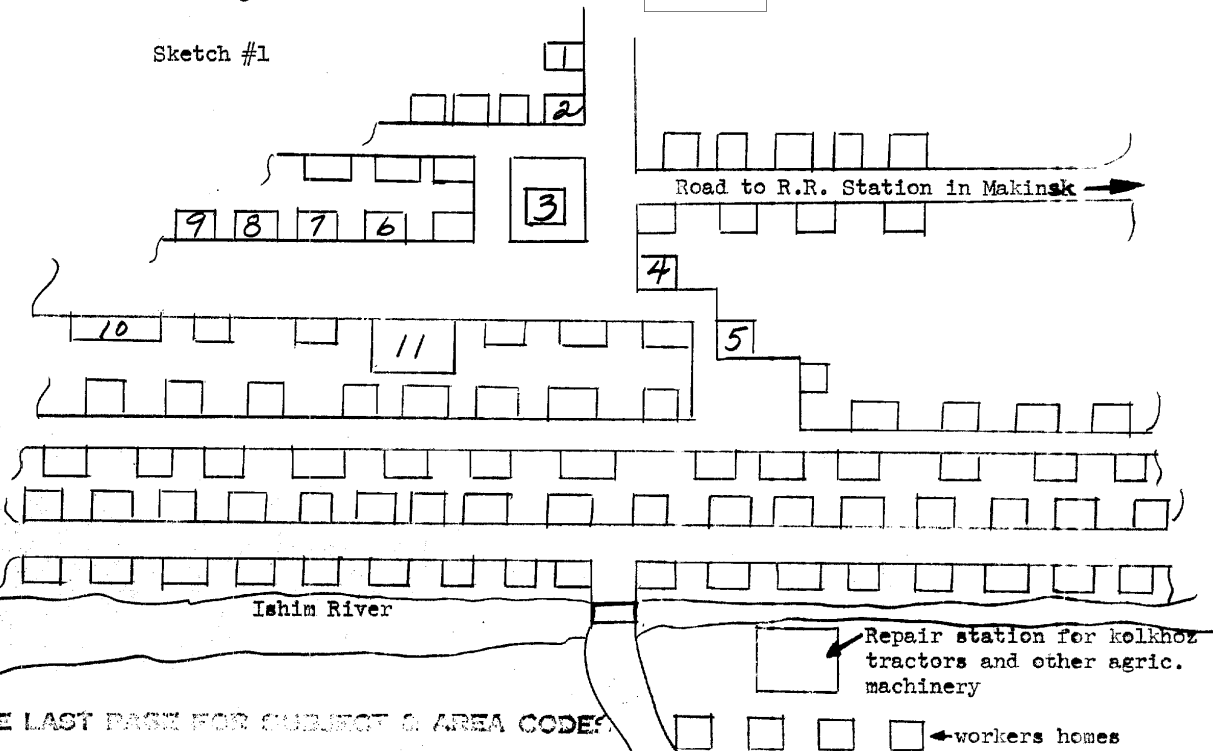 Sketch #1
1
2
Road to R.R. Station in Makinsk
3
9 8 7 6
4
10
11
5
Ishim River
Repair station for kolkhoz
tractors and other agric.
machinery
LAST PAGE FOR SUBJECT & AREA CODES
workers homes